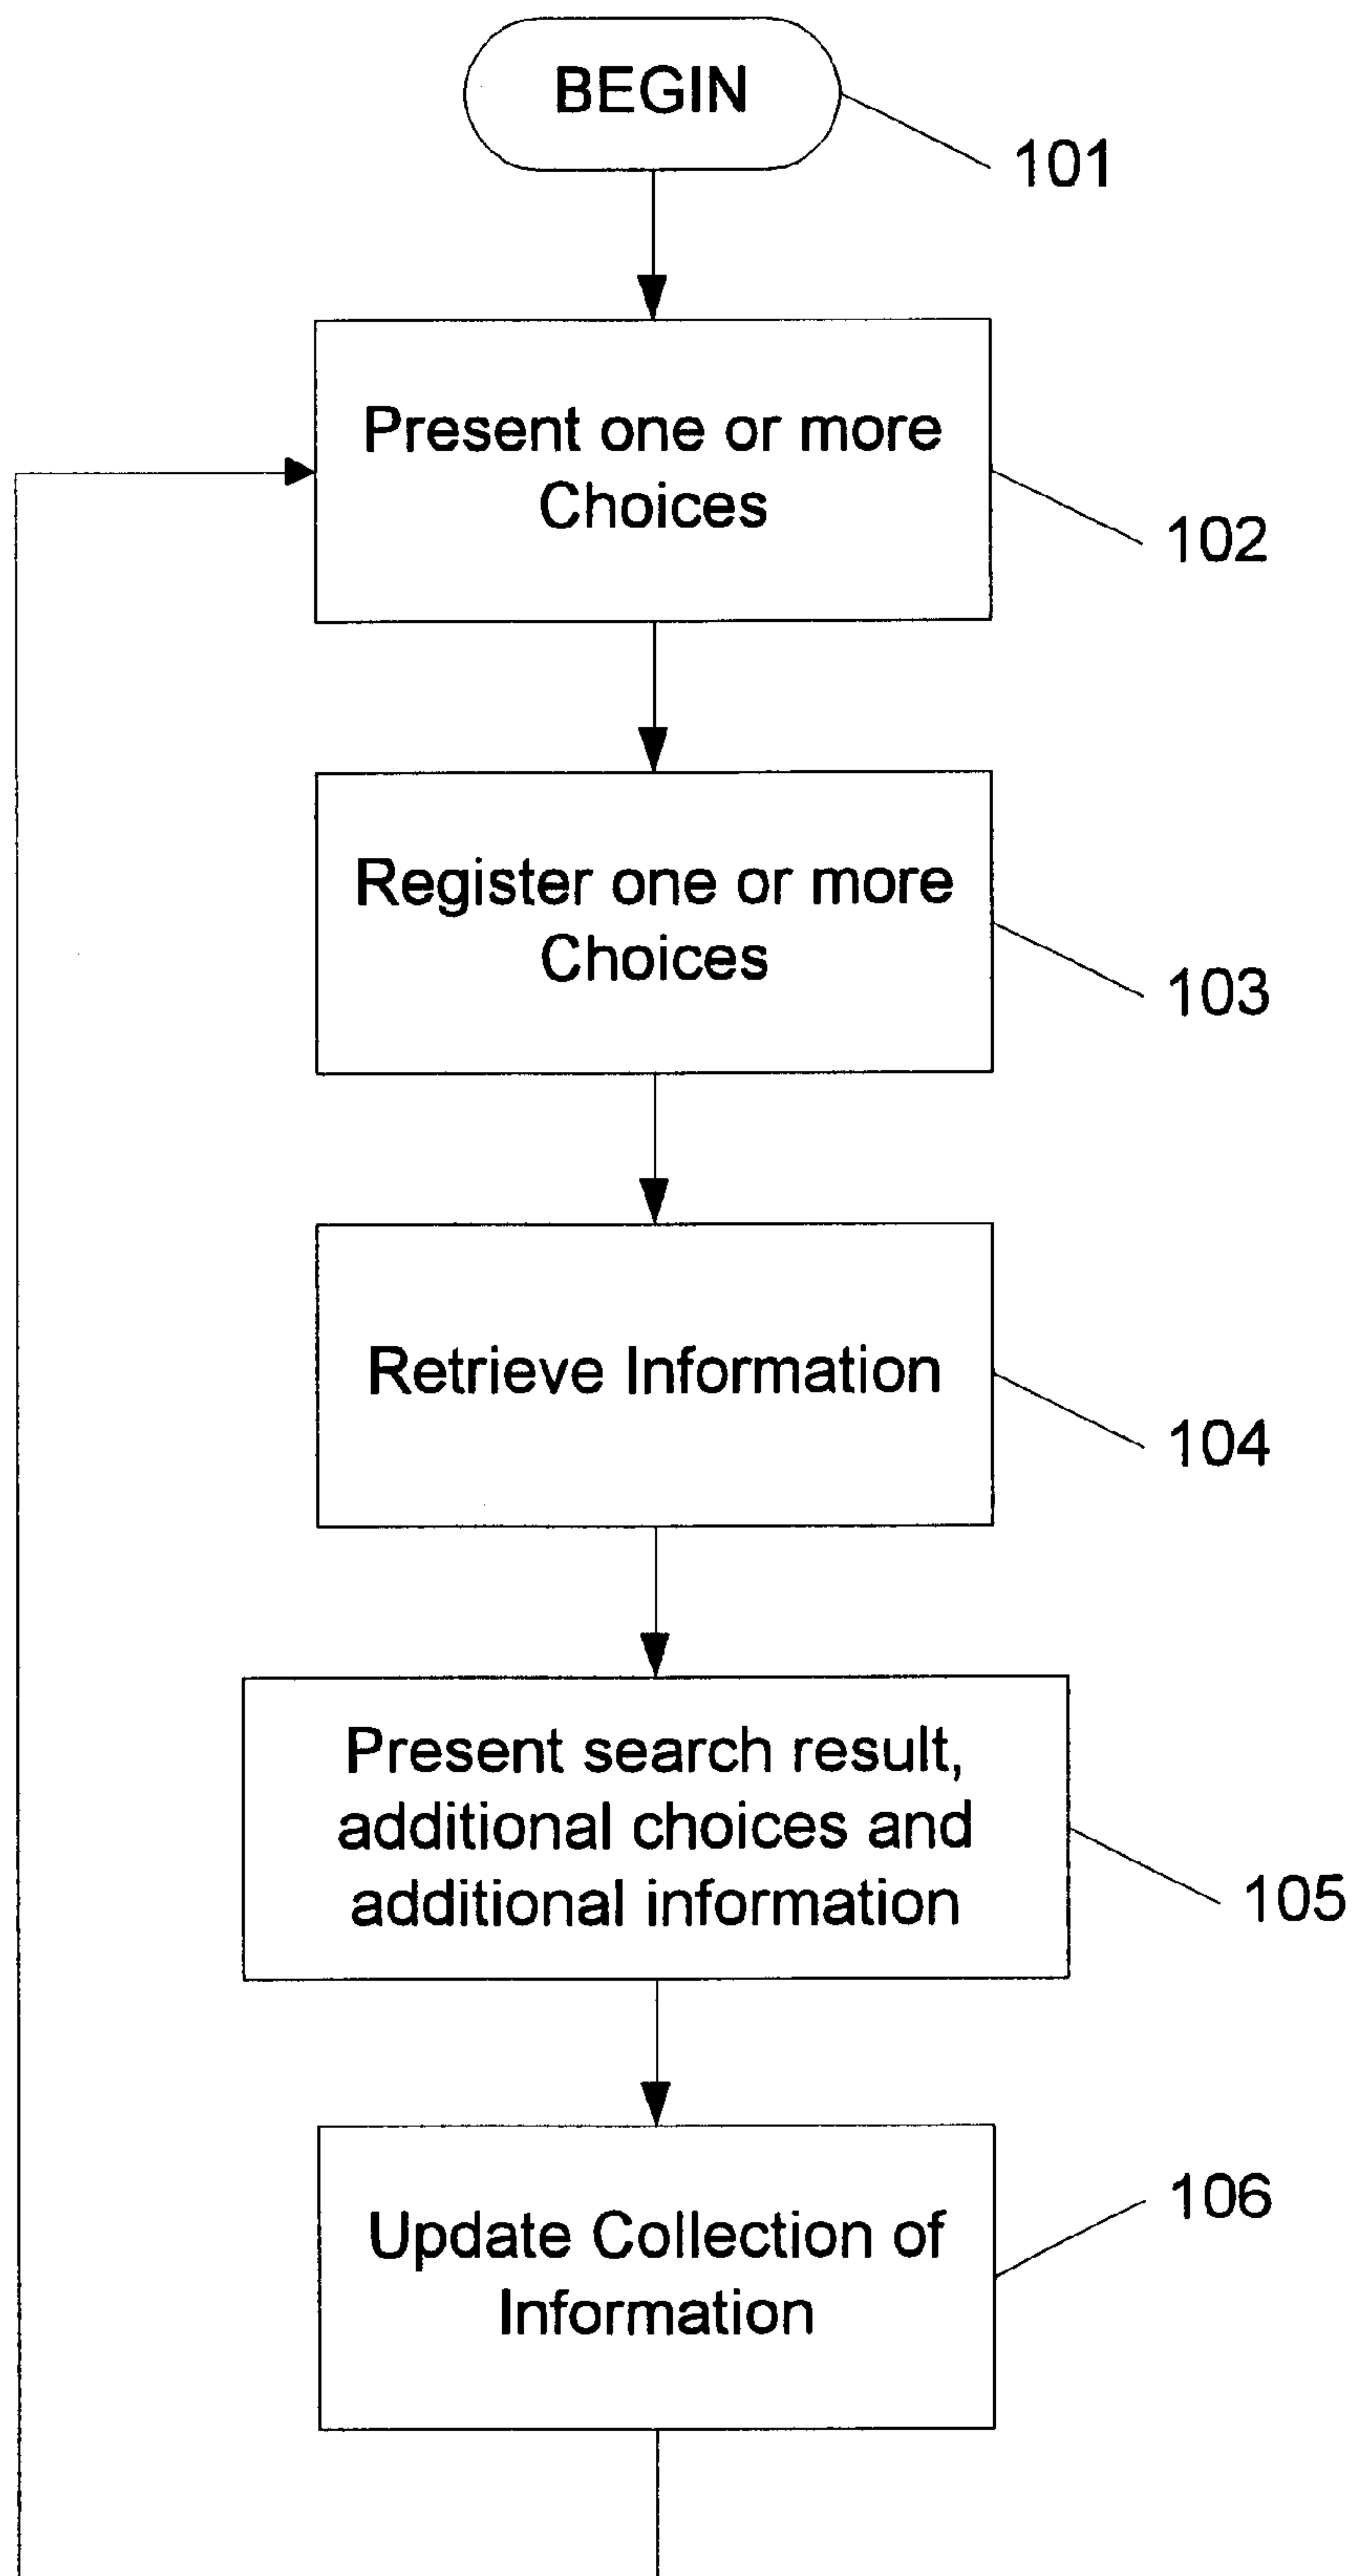 BEGIN
101
Present one or more
Choices
102
Register one or more
Choices
103
Retrieve Information
104
Present search result,
additional choices and
additional information
105
106
Update Collection of
Information